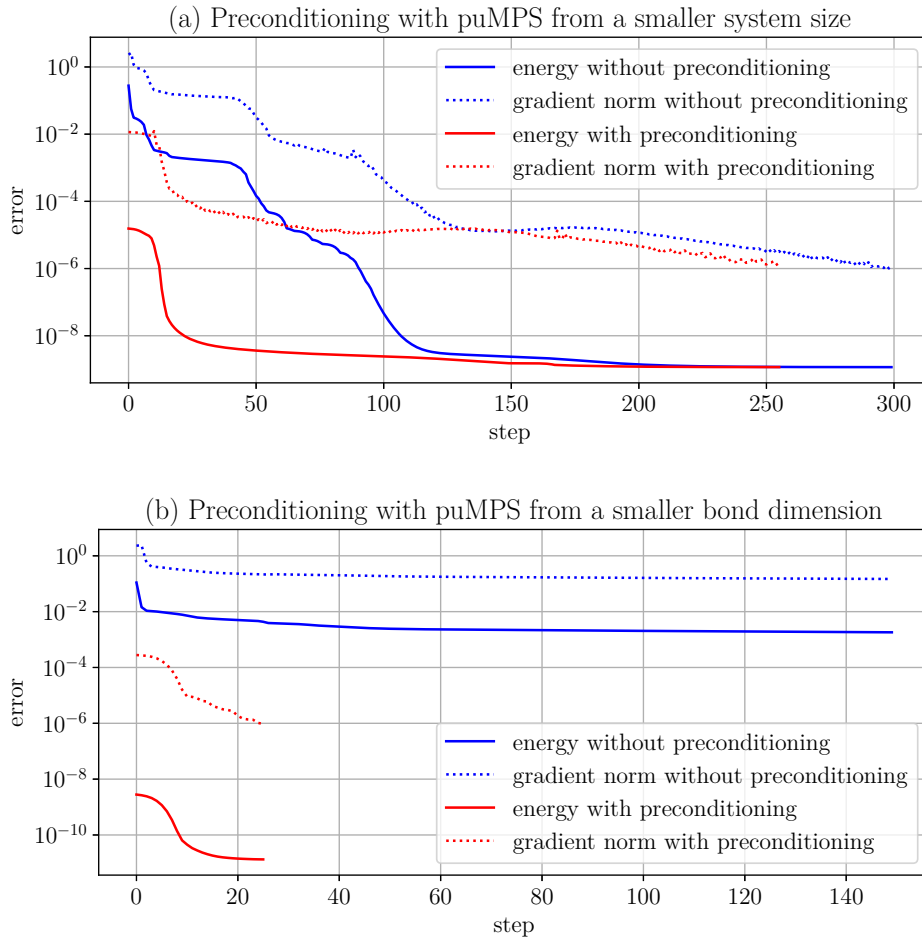 (a) Preconditioning with puMPS from a smaller system size
energy without preconditioning
gradient norm without preconditioning
energy with preconditioning
gradient norm with preconditioning
10^0
10^-2
10^-4
10^-6
10^-8
error
0 50 100 150 200 250 300
step
(b) Preconditioning with puMPS from a smaller bond dimension
10^0
10^-2
10^-4
10^-6
10^-8
10^-10
error
energy without preconditioning
gradient norm without preconditioning
energy with preconditioning
gradient norm with preconditioning
0 20 40 60 80 100 120 140
step